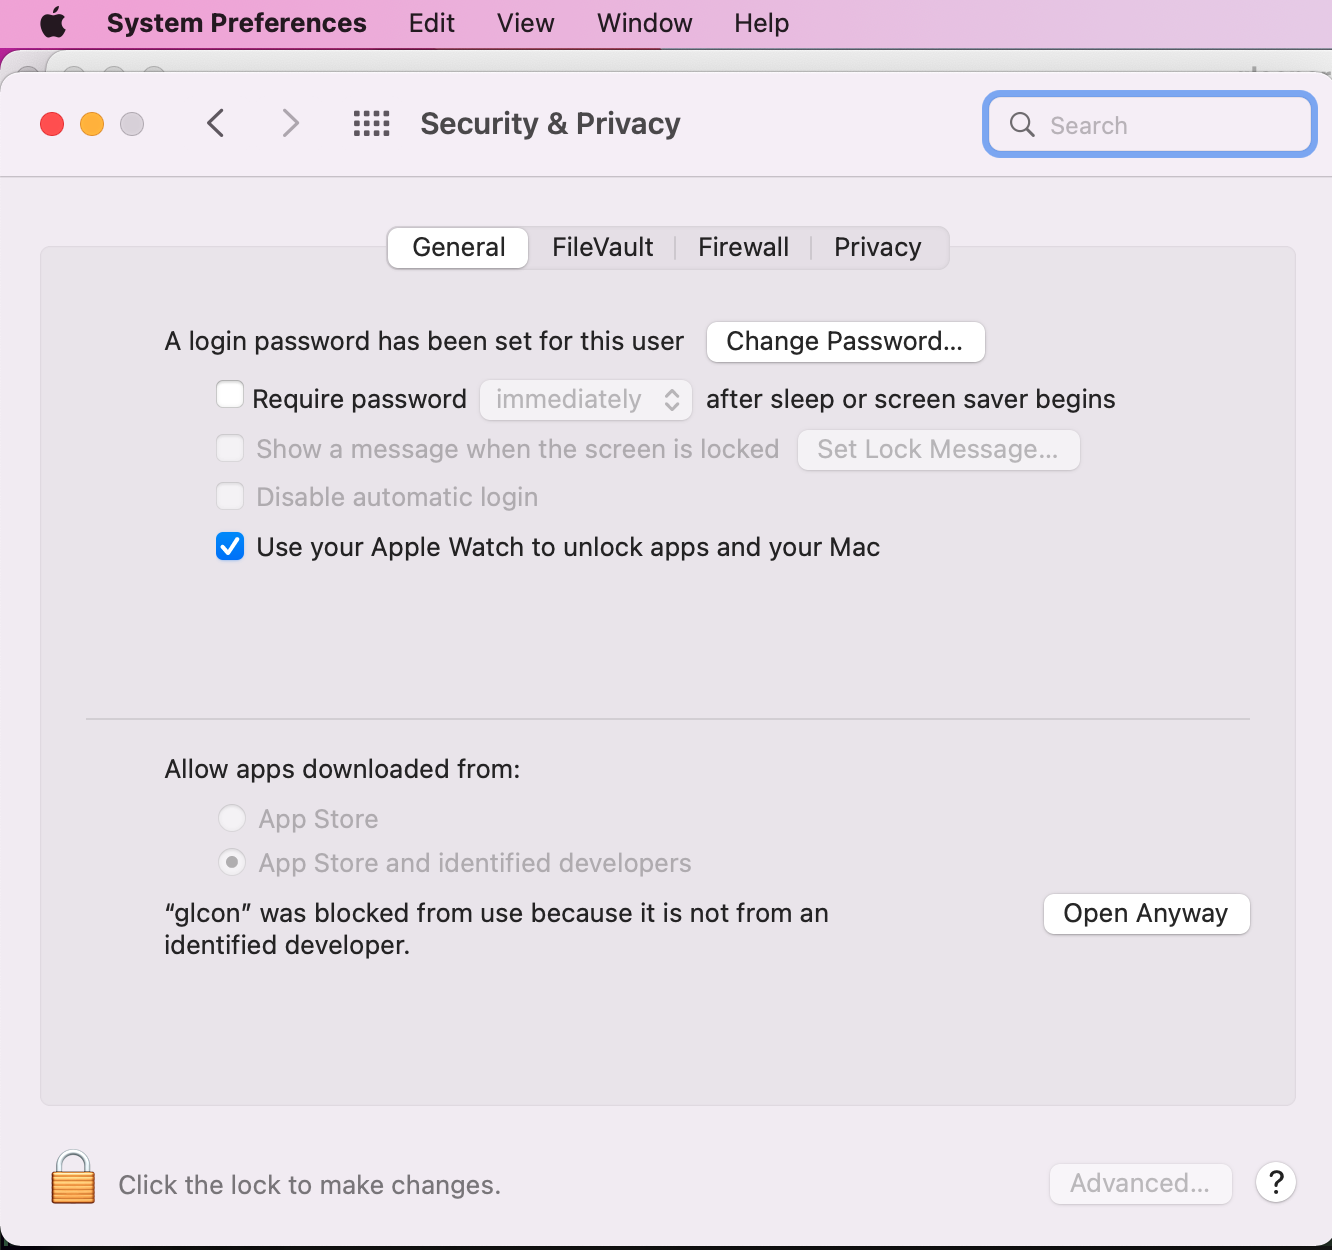 System Preferences Edit View Window Help
Security & Privacy Search
General FileVault Firewall Privacy
A login password has been set for this user Change Password...
Require password immediately after sleep or screen saver begins
Show a message when the screen is locked Set Lock Message...
Disable automatic login
Use your Apple Watch to unlock apps and your Mac
Allow apps downloaded from:
App Store
App Store and identified developers
“glcon” was blocked from use because it is not from an Open Anyway
identified developer.
Click the lock to make changes. Advanced... ?